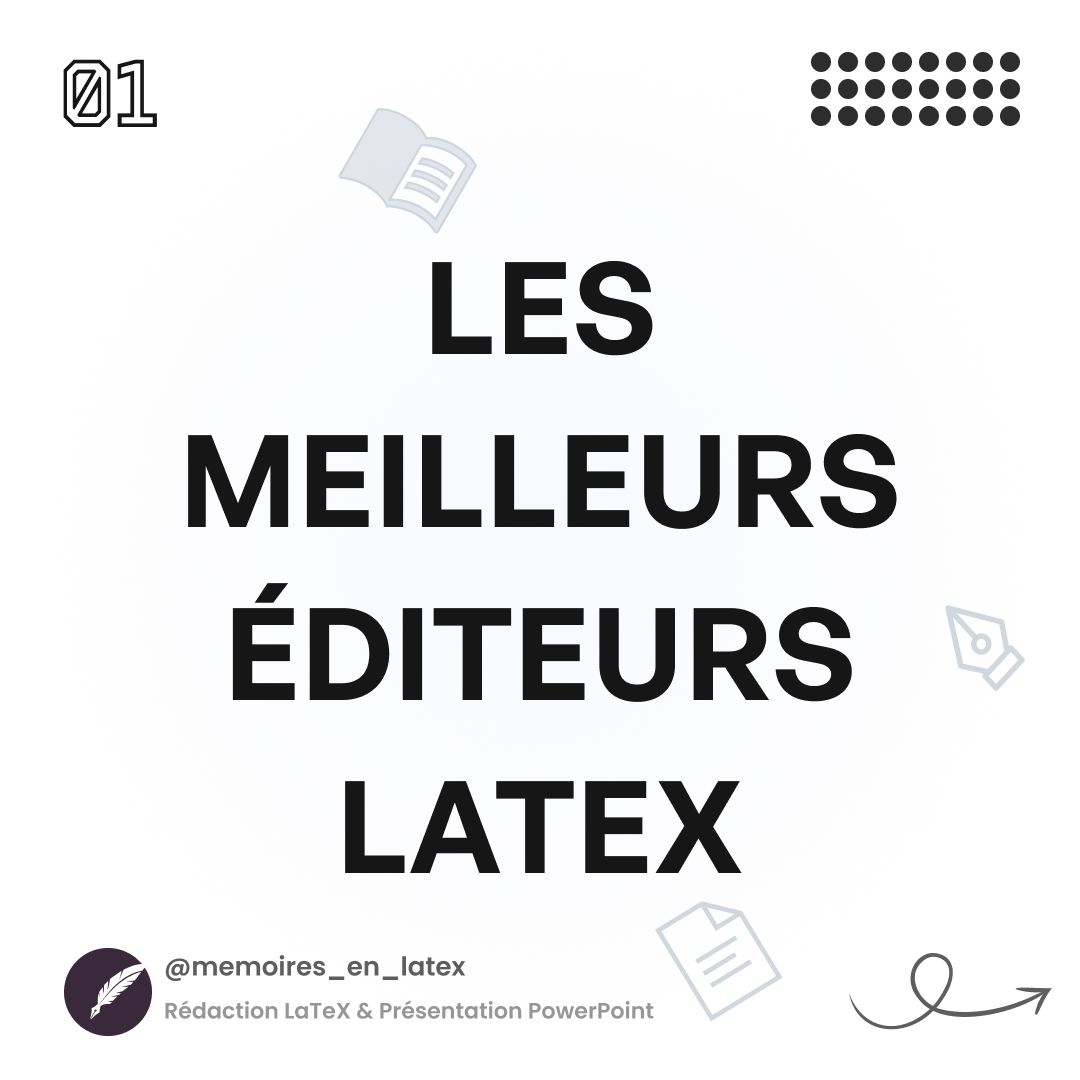 01
LES
MEILLEURS
ÉDITEURS
LATEX
@memoires_en_latex
Rédaction LaTeX & Présentation PowerPoint